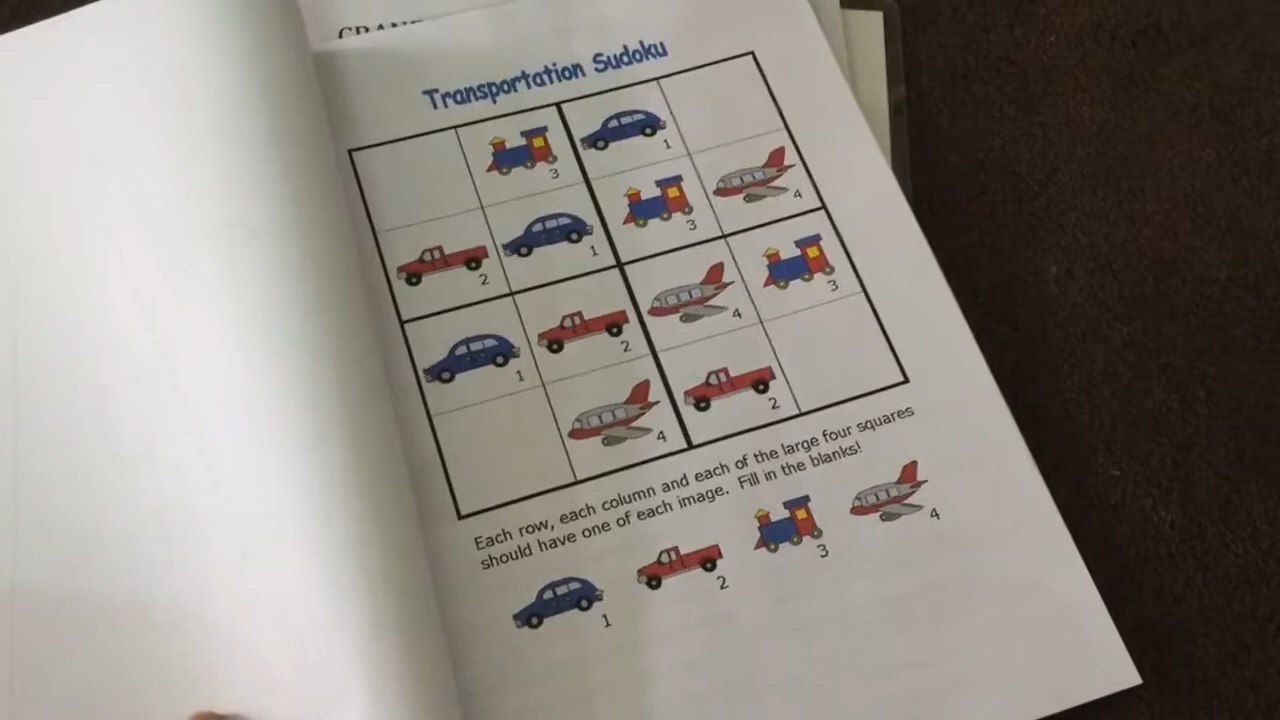 Transportation Sudoku
3 1
2 1 3 4
1 2 4 3
4 2
Each row, each column and each of the large four squares
should have one of each image. Fill in the blanks!
1 2 3 4